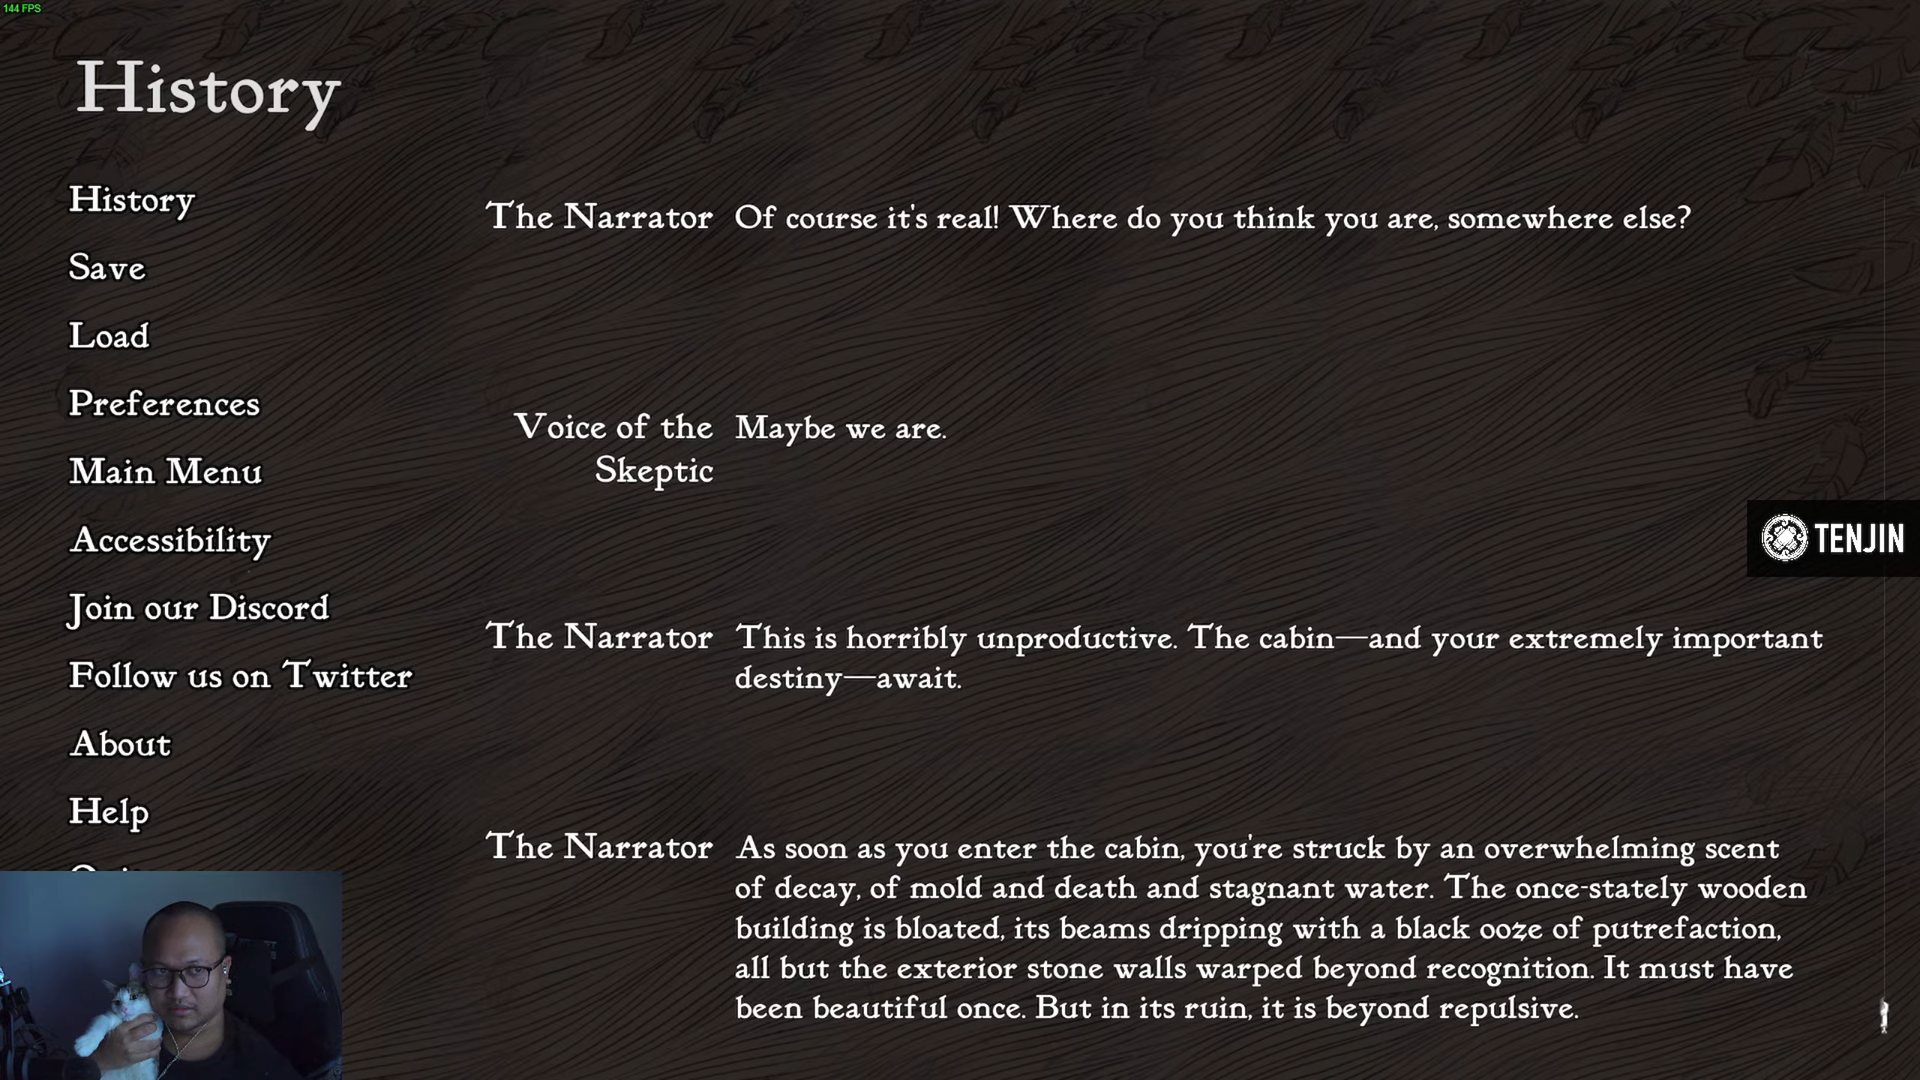 144 FPS
History
History
Save
Load
Preferences
Main Menu
Accessibility
Join our Discord
Follow us on Twitter
About
Help
The Narrator Of course it's real! Where do you think you are, somewhere else?
Voice of the Maybe we are.
Skeptic
The Narrator This is horribly unproductive. The cabin—and your extremely important
destiny—await.
The Narrator As soon as you enter the cabin, you're struck by an overwhelming scent
of decay, of mold and death and stagnant water. The once-stately wooden
building is bloated, its beams dripping with a black ooze of putrefaction,
all but the exterior stone walls warped beyond recognition. It must have
been beautiful once. But in its ruin, it is beyond repulsive.
TENJIN